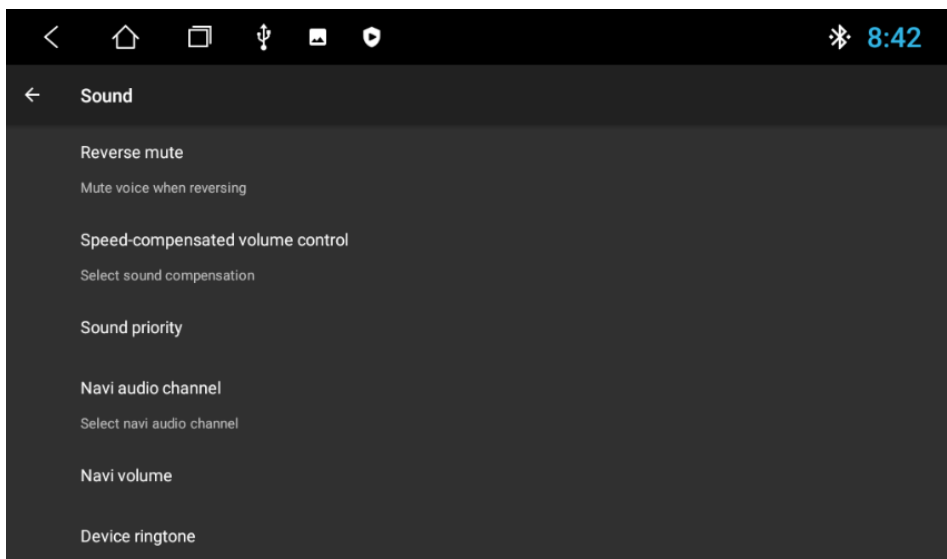 8:42
Sound
Reverse mute
Mute voice when reversing
Speed-compensated volume control
Select sound compensation
Sound priority
Navi audio channel
Select navi audio channel
Navi volume
Device ringtone